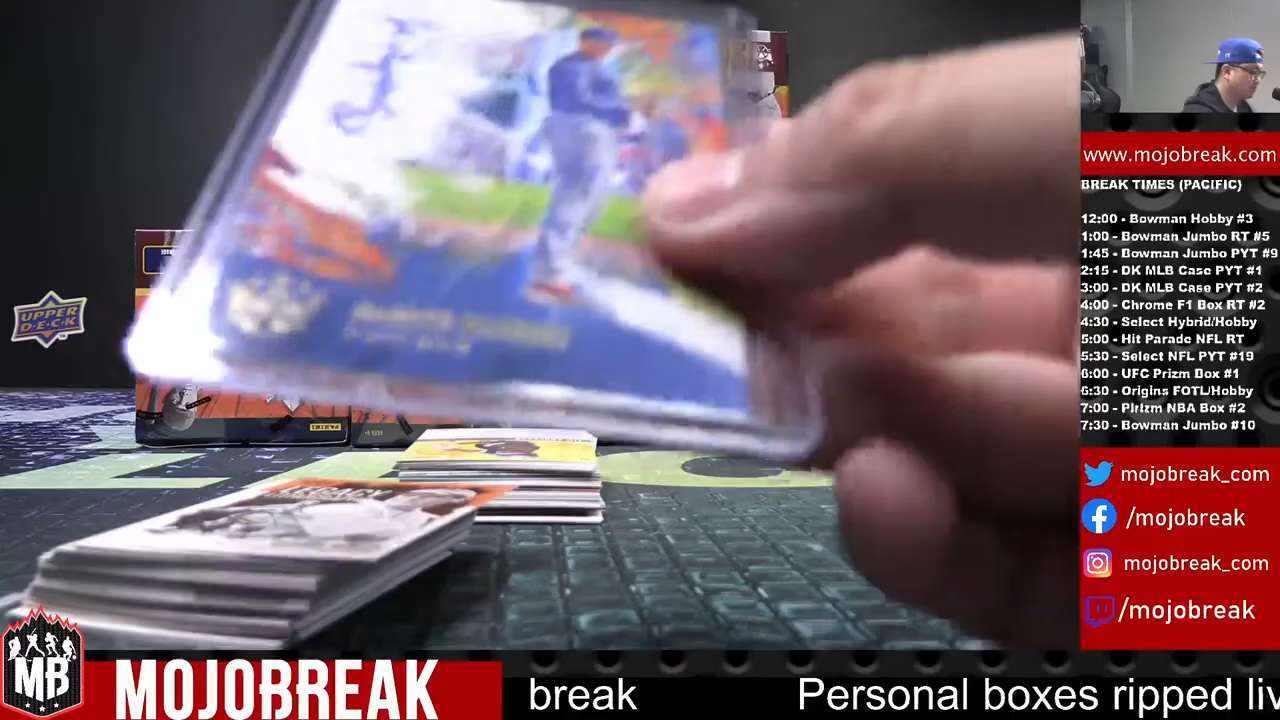 www.mojobreak.com
BREAK TIMES (PACIFIC)
12:00 - Bowman Hobby #3
1:00 - Bowman Jumbo RT #5
1:45 - Bowman Jumbo PYT #9
2:15 - DK MLB Case PYT #1
3:00 - DK MLB Case PYT #2
4:00 - Chrome F1 Box RT #2
4:30 - Select Hybrid/Hobby
5:00 - Hit Parade NFL RT
5:30 - Select NFL PYT #19
6:00 - UFC Prizm Box #1
6:30 - Origins FOTL/Hobby
7:00 - Pirizm NBA Box #2
7:30 - Bowman Jumbo #10
mojobreak_com
/mojobreak
mojobreak_com
/mojobreak
UPPER
DECK
PANINI
LEGACY
MB
MOJOBREAK
break Personal boxes ripped liv